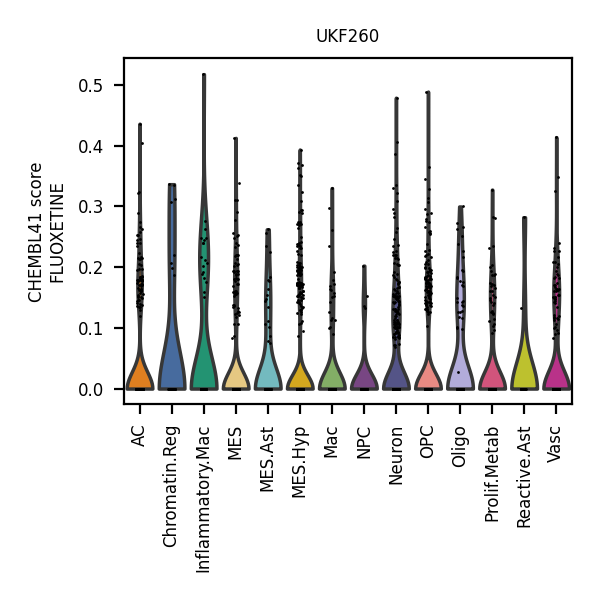 UKF260
CHEMBL41 score
FLUOXETINE
0.5
0.4
0.3
0.2
0.1
0.0
AC
Chromatin.Reg
Inflammatory.Mac
MES
MES.Ast
MES.Hyp
Mac
NPC
Neuron
OPC
Oligo
Prolif.Metab
Reactive.Ast
Vasc